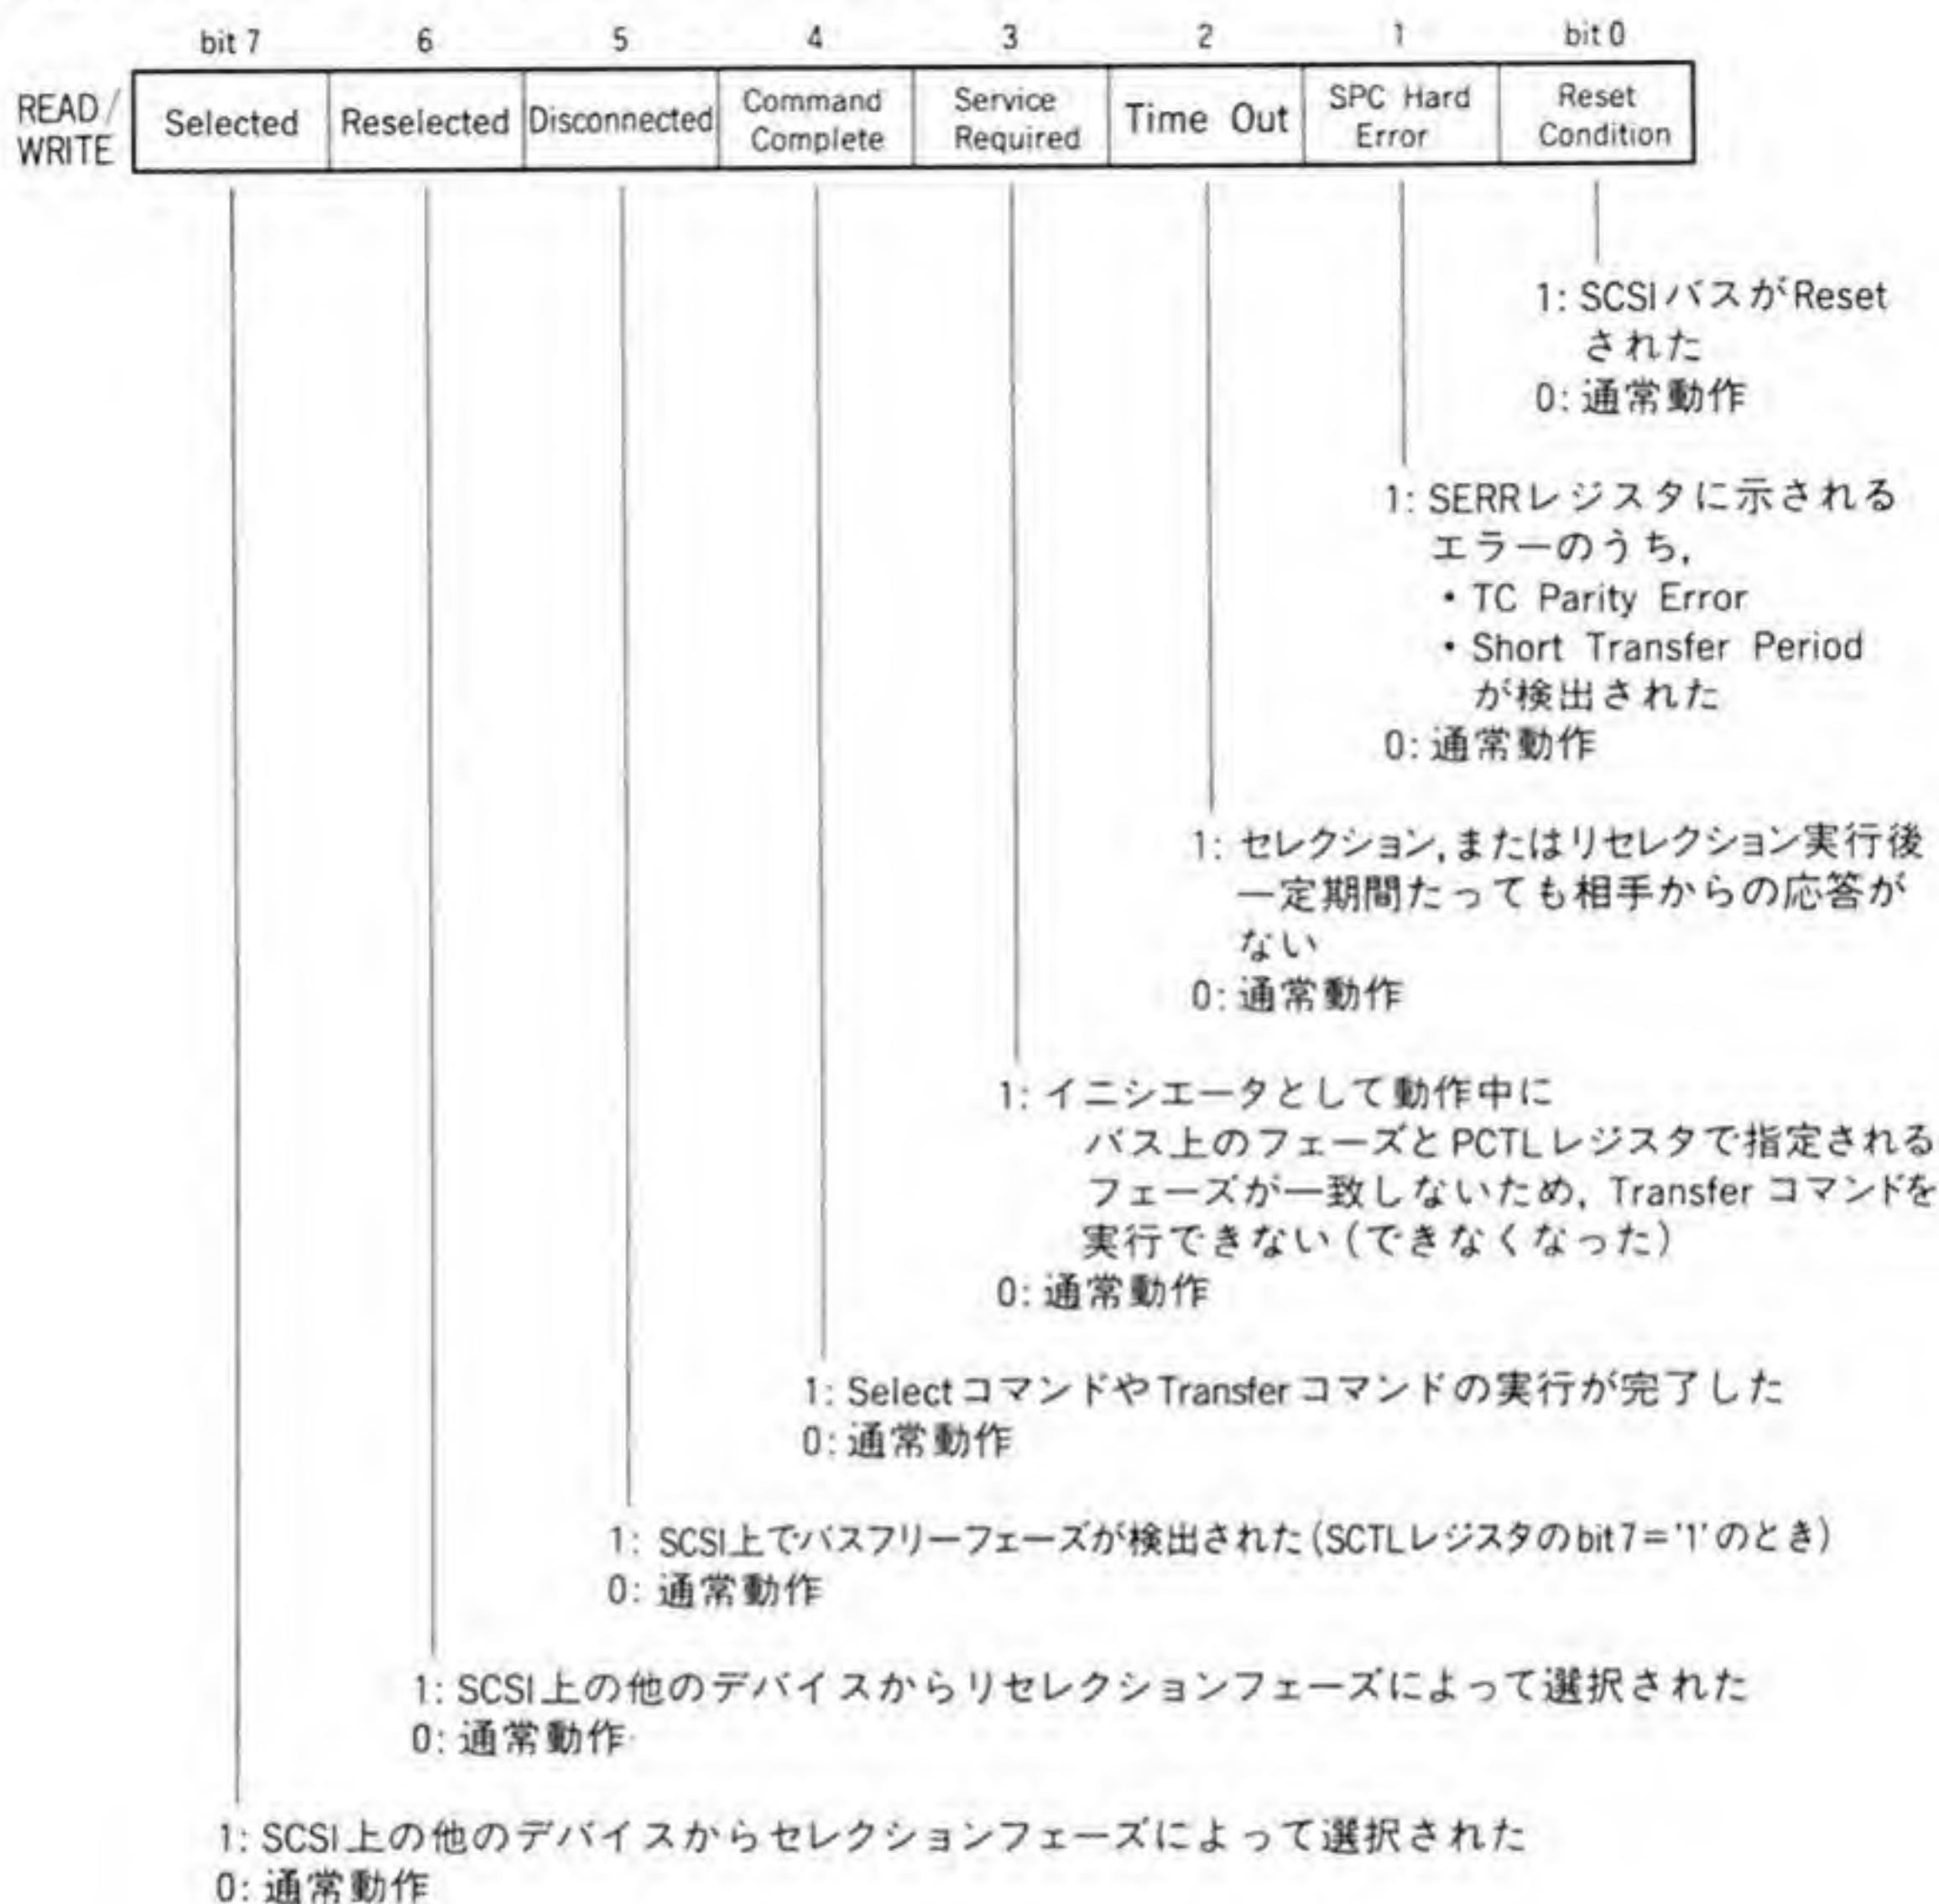 bit 7 6 5 4 3 2 1 bit 0
READ/
WRITE
Selected
Reselected
Disconnected
Command
Complete
Service
Required
Time Out
SPC Hard
Error
Reset
Condition
1: SCSIバスがReset
された
0: 通常動作
1: SERRレジスタに示される
エラーのうち,
・TC Parity Error
・Short Transfer Period
が検出された
0: 通常動作
1: セレクション,またはリセレクション実行後
一定期間たっても相手からの応答が
ない
0: 通常動作
1: イニシエータとして動作中に
バス上のフェーズとPCTLレジスタで指定される
フェーズが一致しないため, Transfer コマンドを
実行できない(できなくなった)
0: 通常動作
1: SelectコマンドやTransferコマンドの実行が完了した
0: 通常動作
1: SCSI上でバスフリーフェーズが検出された(SCTLレジスタのbit7='1'のとき)
0: 通常動作
1: SCSI上の他のデバイスからリセレクションフェーズによって選択された
0: 通常動作
1: SCSI上の他のデバイスからセレクションフェーズによって選択された
0: 通常動作